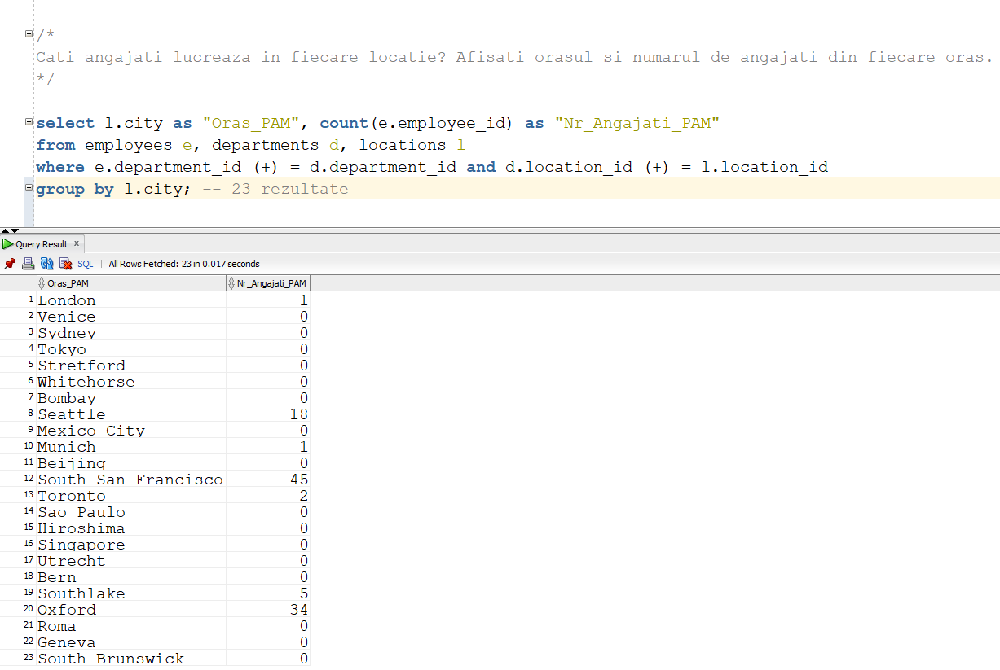 /*
Cati angajati lucreaza in fiecare locatie? Afisati orasul si numarul de angajati din fiecare oras.
*/
select l.city as "Oras_PAM", count(e.employee_id) as "Nr_Angajati_PAM"
from employees e, departments d, locations l
where e.department_id (+) = d.department_id and d.location_id (+) = l.location_id
group by l.city; -- 23 rezultate
Query Result x
SQL | All Rows Fetched: 23 in 0.017 seconds
Oras_PAM Nr_Angajati_PAM
1 London 1
2 Venice 0
3 Sydney 0
4 Tokyo 0
5 Stretford 0
6 Whitehorse 0
7 Bombay 0
8 Seattle 18
9 Mexico City 0
10 Munich 1
11 Beijing 0
12 South San Francisco 45
13 Toronto 2
14 Sao Paulo 0
15 Hiroshima 0
16 Singapore 0
17 Utrecht 0
18 Bern 0
19 Southlake 5
20 Oxford 34
21 Roma 0
22 Geneva 0
23 South Brunswick 0